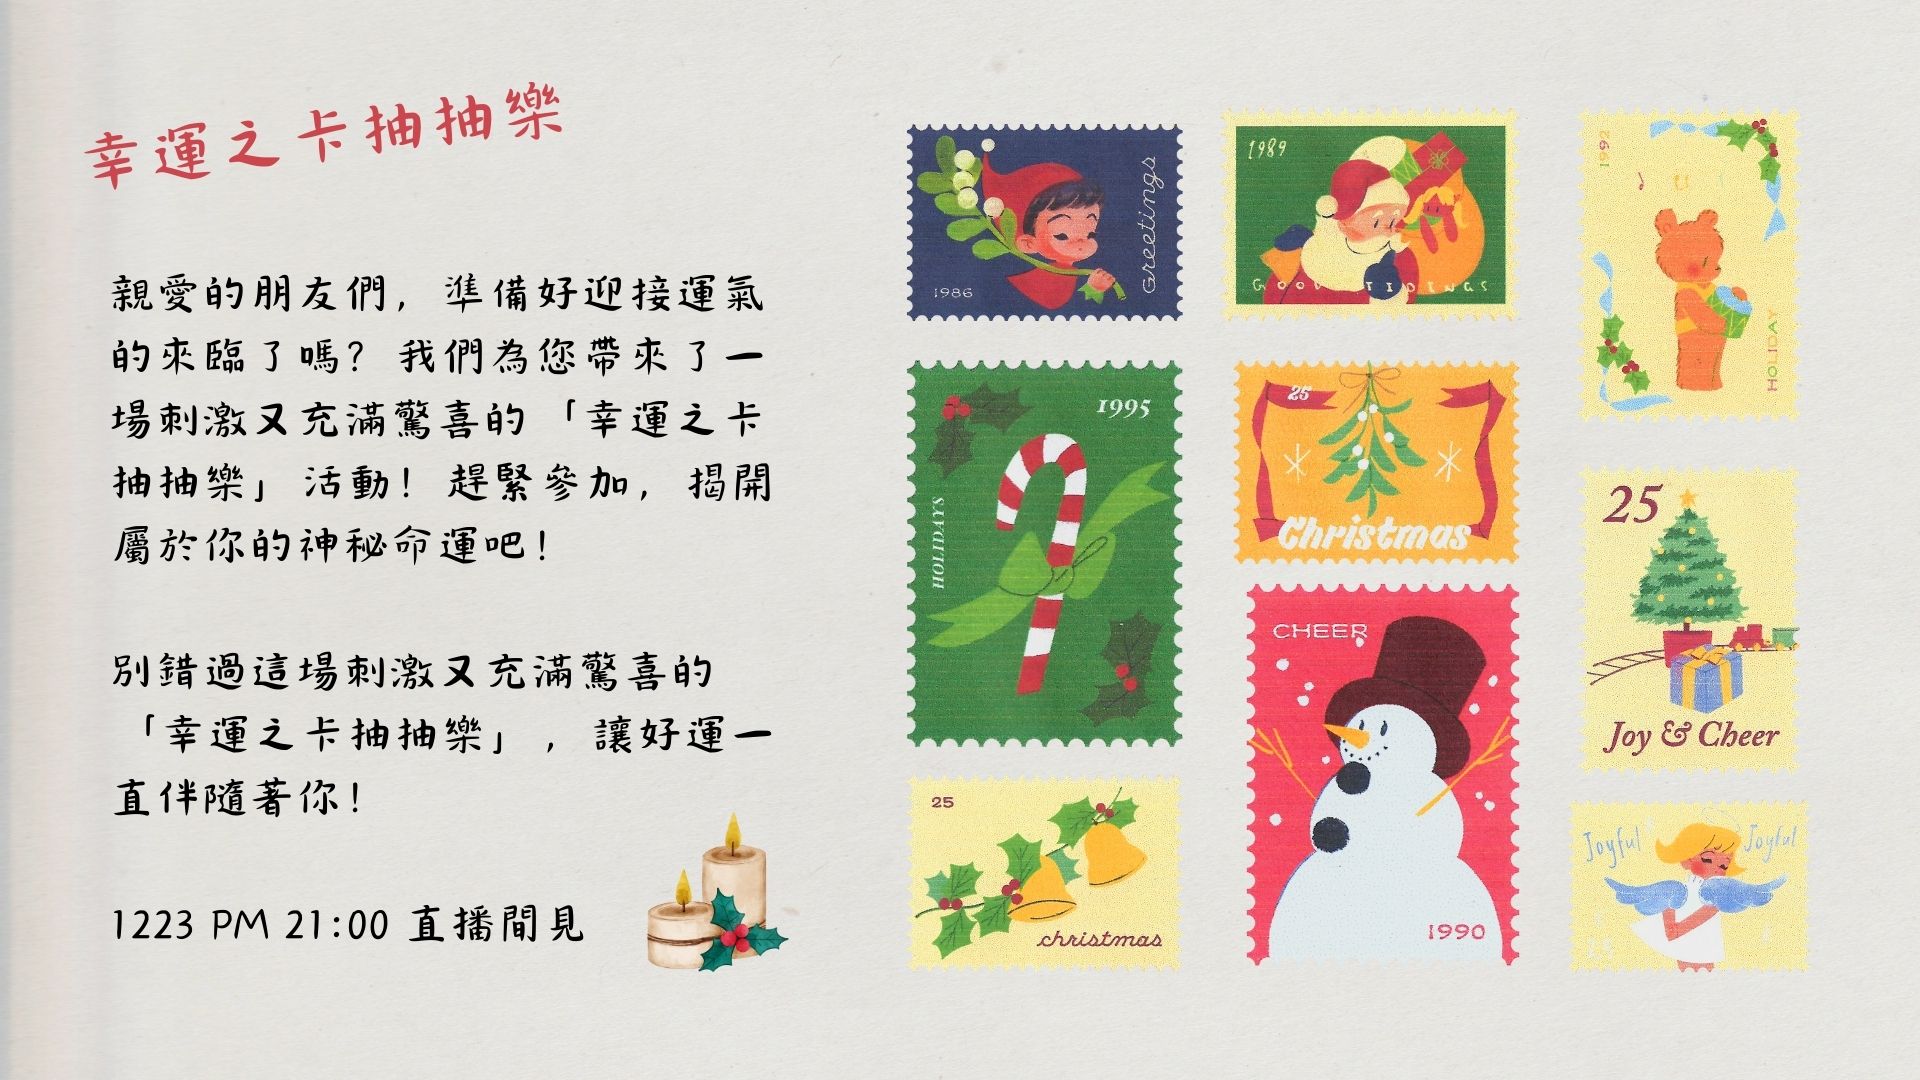 幸運之卡抽抽樂
親愛的朋友們，準備好迎接運氣
的來臨了嗎？我們為您帶來了一
場刺激又充滿驚喜的「幸運之卡
抽抽樂」活動！趕緊參加，揭開
屬於你的神秘命運吧！
別錯過這場刺激又充滿驚喜的
「幸運之卡抽抽樂」，讓好運一
直伴隨著你！
1223 PM 21:00 直播間見
Greetings
1986
1989
GOOD TIDINGS
1992
HOLIDAY
1995
HOLIDAYS
25
Christmas
25
Joy & Cheer
CHEER
1990
25
christmas
Joyful Joyful